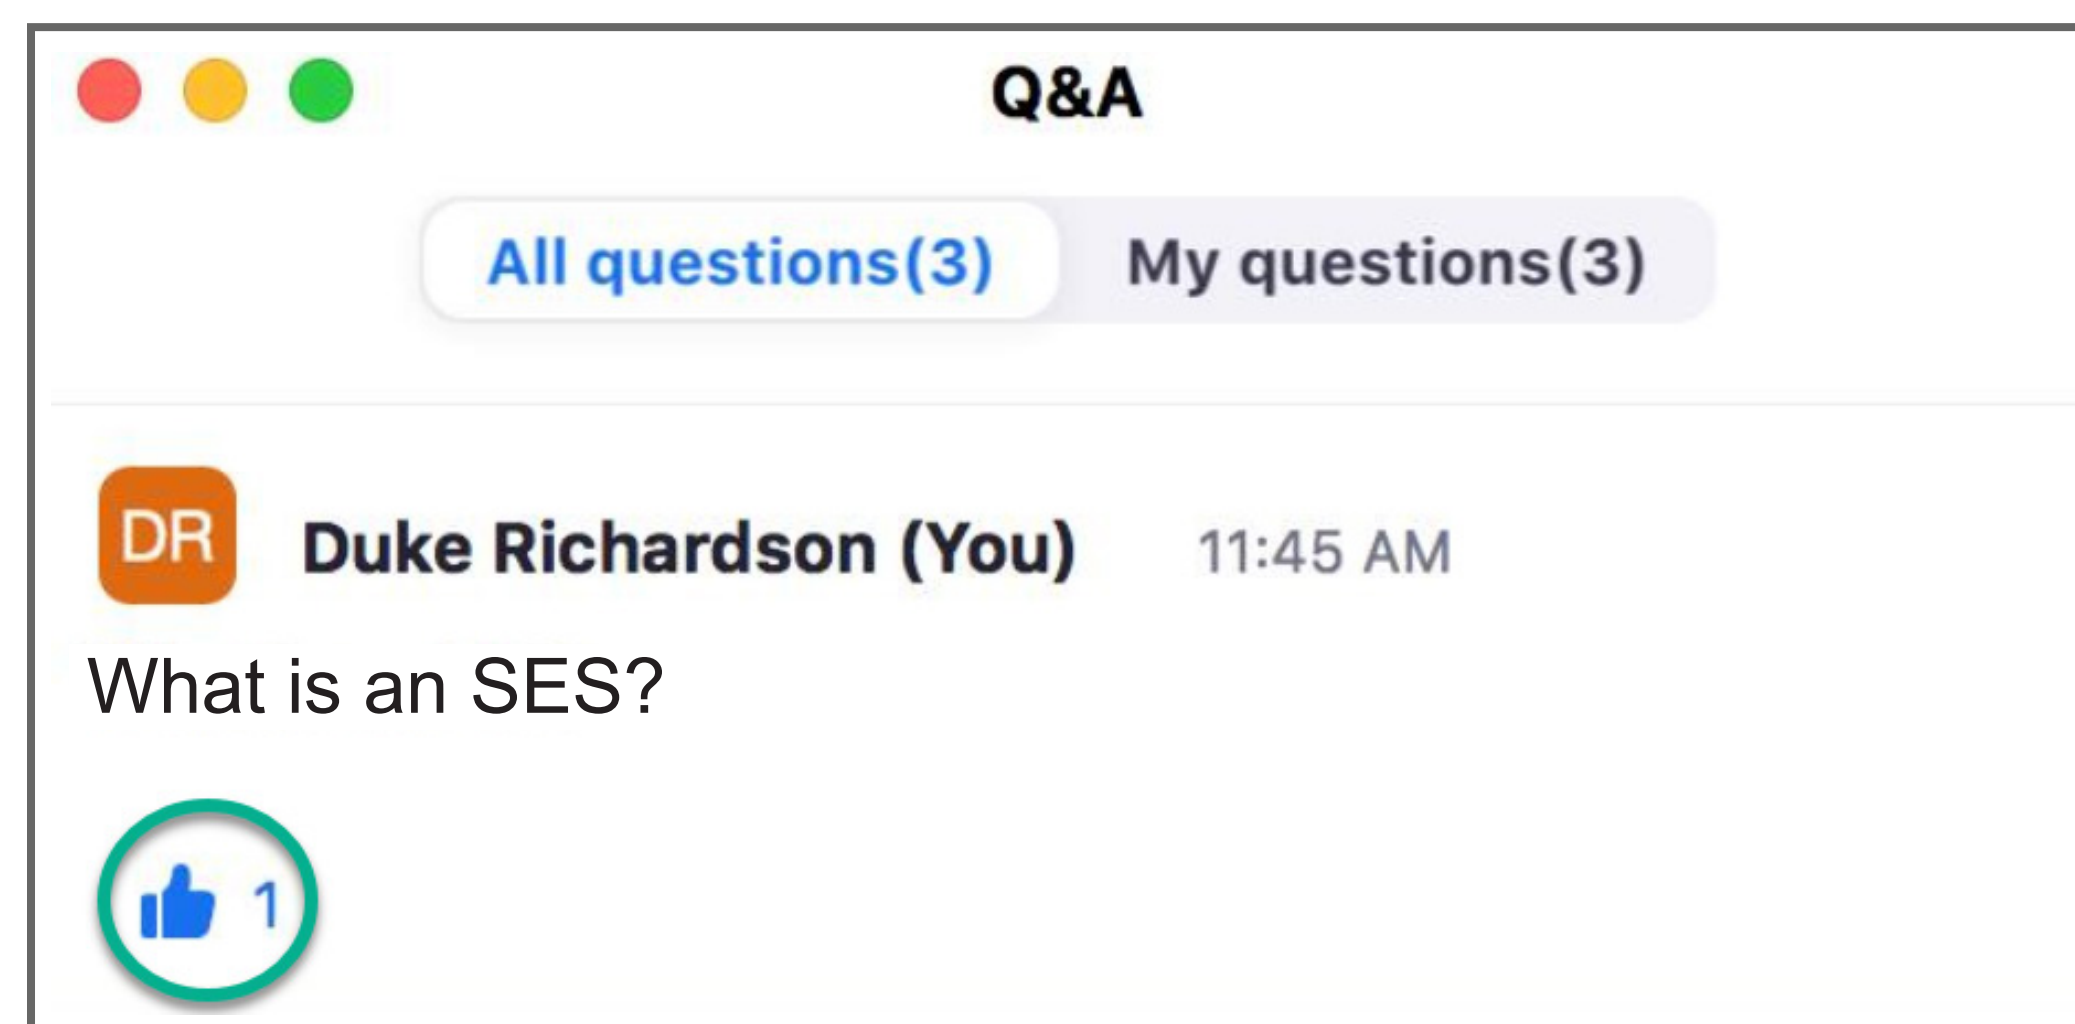 Q&A
All questions(3) My questions(3)
DR Duke Richardson (You) 11:45 AM
What is an SES?
1